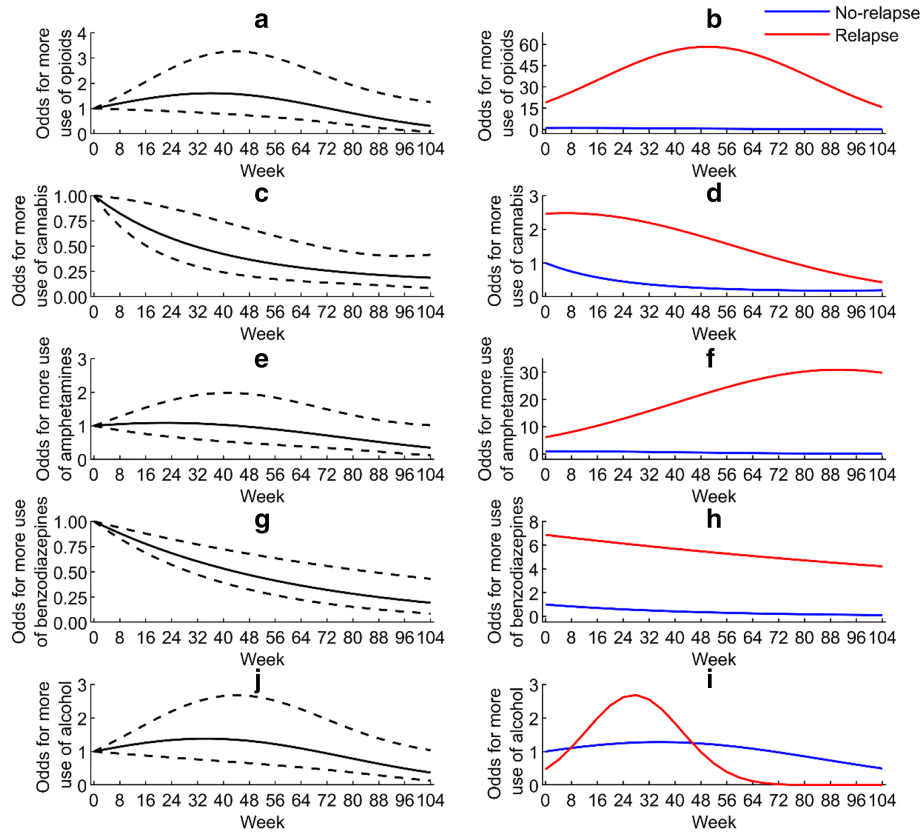 a
Odds for more
use of opioids
4
3
2
1
0
0 8 16 24 32 40 48 56 64 72 80 88 96 104
Week
b
No-relapse
Relapse
Odds for more
use of opioids
60
45
30
15
0
0 8 16 24 32 40 48 56 64 72 80 88 96 104
Week
c
Odds for more
use of cannabis
1.00
0.75
0.50
0.25
0.00
0 8 16 24 32 40 48 56 64 72 80 88 96 104
Week
d
Odds for more
use of cannabis
3
2
1
0
0 8 16 24 32 40 48 56 64 72 80 88 96 104
Week
e
Odds for more use
of amphetamines
3
2
1
0
0 8 16 24 32 40 48 56 64 72 80 88 96 104
Week
f
Odds for more use
of amphetamines
30
20
10
0
0 8 16 24 32 40 48 56 64 72 80 88 96 104
Week
g
Odds for more use
of benzodiazepines
1.00
0.75
0.50
0.25
0.00
0 8 16 24 32 40 48 56 64 72 80 88 96 104
Week
h
Odds for more use
of benzodiazepines
8
6
4
2
0
0 8 16 24 32 40 48 56 64 72 80 88 96 104
Week
j
Odds for more
use of alcohol
3
2
1
0
0 8 16 24 32 40 48 56 64 72 80 88 96 104
Week
i
Odds for more
use of alcohol
3
2
1
0
0 8 16 24 32 40 48 56 64 72 80 88 96 104
Week